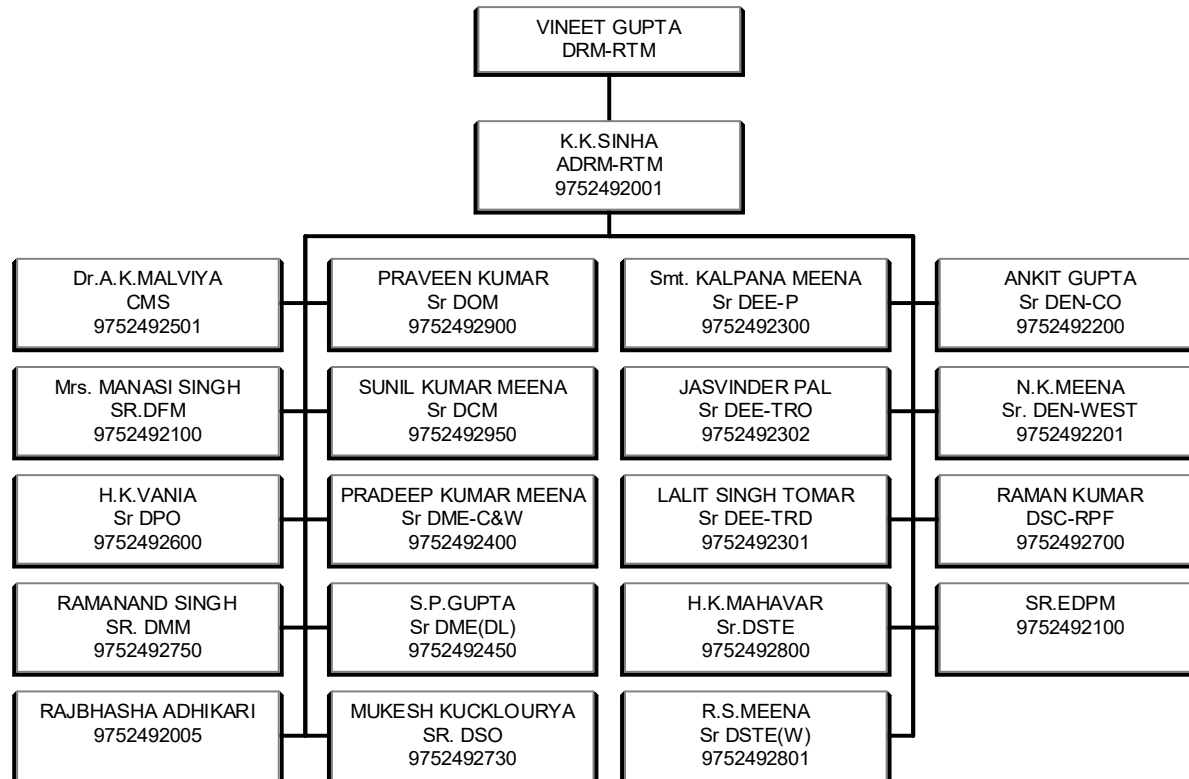 VINEET GUPTA
DRM-RTM
K.K.SINHA
ADRM-RTM
9752492001
Dr.A.K.MALVIYA
CMS
9752492501
PRAVEEN KUMAR
Sr DOM
9752492900
Smt. KALPANA MEENA
Sr DEE-P
9752492300
ANKIT GUPTA
Sr DEN-CO
9752492200
Mrs. MANASI SINGH
SR.DFM
9752492100
SUNIL KUMAR MEENA
Sr DCM
9752492950
JASVINDER PAL
Sr DEE-TRO
9752492302
N.K.MEENA
Sr. DEN-WEST
9752492201
H.K.VANIA
Sr DPO
9752492600
PRADEEP KUMAR MEENA
Sr DME-C&W
9752492400
LALIT SINGH TOMAR
Sr DEE-TRD
9752492301
RAMAN KUMAR
DSC-RPF
9752492700
RAMANAND SINGH
SR. DMM
9752492750
S.P.GUPTA
Sr DME(DL)
9752492450
H.K.MAHAVAR
Sr.DSTE
9752492800
SR.EDPM
9752492100
RAJBHASHA ADHIKARI
9752492005
MUKESH KUCKLOURYA
SR. DSO
9752492730
R.S.MEENA
Sr DSTE(W)
9752492801